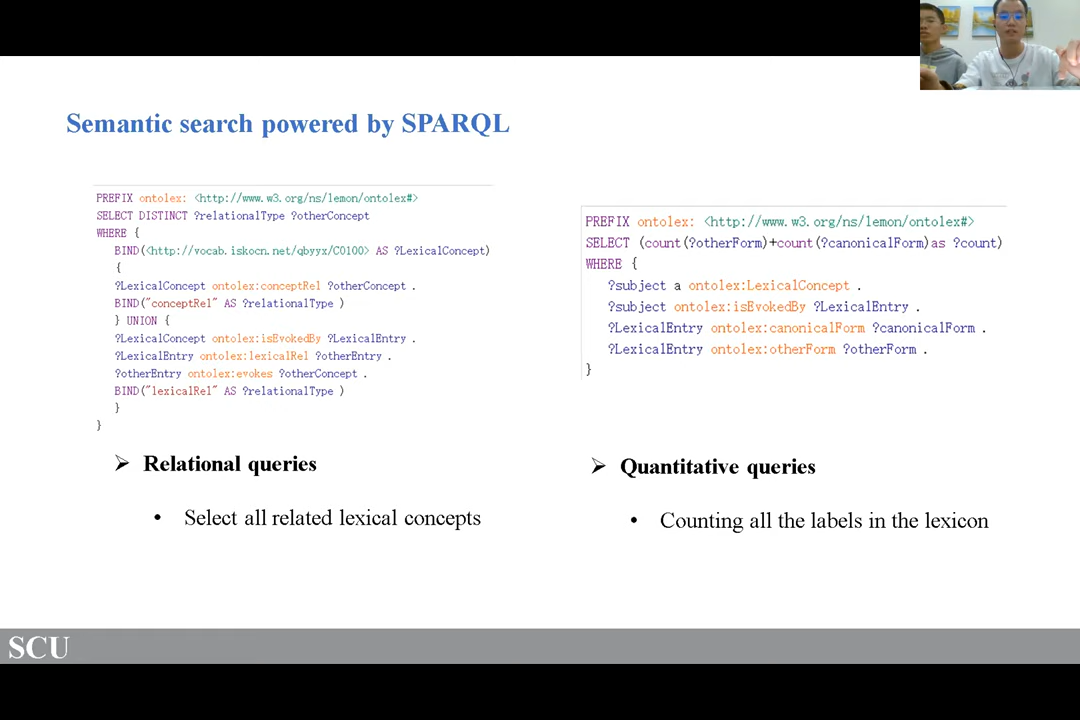 Semantic search powered by SPARQL
PREFIX ontolex: <http://www.w3.org/ns/lemon/ontolex#>
SELECT DISTINCT ?relationalType ?otherConcept
WHERE {
BIND(<http://vocab.iskocn.net/qbyyx/C0100> AS ?LexicalConcept)
{
?LexicalConcept ontolex:conceptRel ?otherConcept .
BIND("conceptRel" AS ?relationalType )
} UNION {
?LexicalConcept ontolex:isEvokedBy ?LexicalEntry .
?LexicalEntry ontolex:lexicalRel ?otherEntry .
?otherEntry ontolex:evokes ?otherConcept .
BIND("lexicalRel" AS ?relationalType )
}
}
➢ Relational queries
• Select all related lexical concepts
PREFIX ontolex: <http://www.w3.org/ns/lemon/ontolex#>
SELECT (count(?otherForm)+count(?canonicalForm)as ?count)
WHERE {
?subject a ontolex:LexicalConcept .
?subject ontolex:isEvokedBy ?LexicalEntry .
?LexicalEntry ontolex:canonicalForm ?canonicalForm .
?LexicalEntry ontolex:otherForm ?otherForm .
}
➢ Quantitative queries
• Counting all the labels in the lexicon
SCU